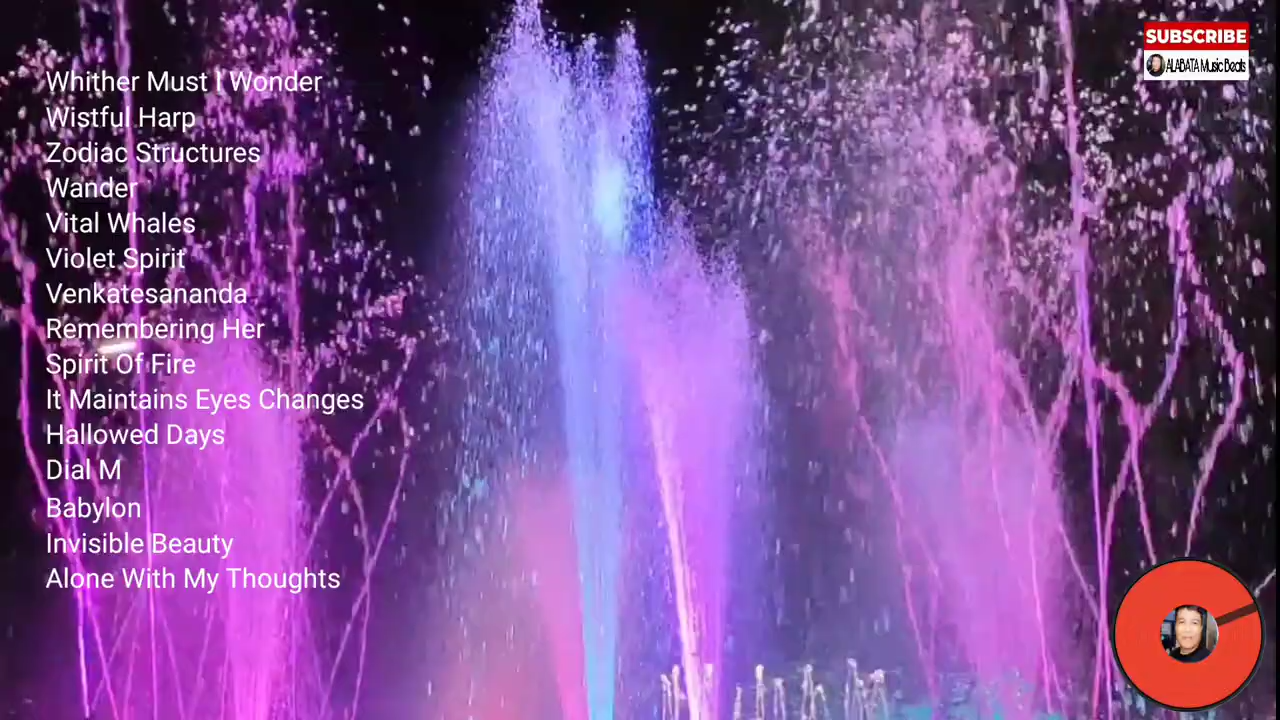 Whither Must I Wonder
Wistful Harp
Zodiac Structures
Wander
Vital Whales
Violet Spirit
Venkatesananda
Remembering Her
Spirit Of Fire
It Maintains Eyes Changes
Hallowed Days
Dial M
Babylon
Invisible Beauty
Alone With My Thoughts
SUBSCRIBE
ALABATA Music Beats